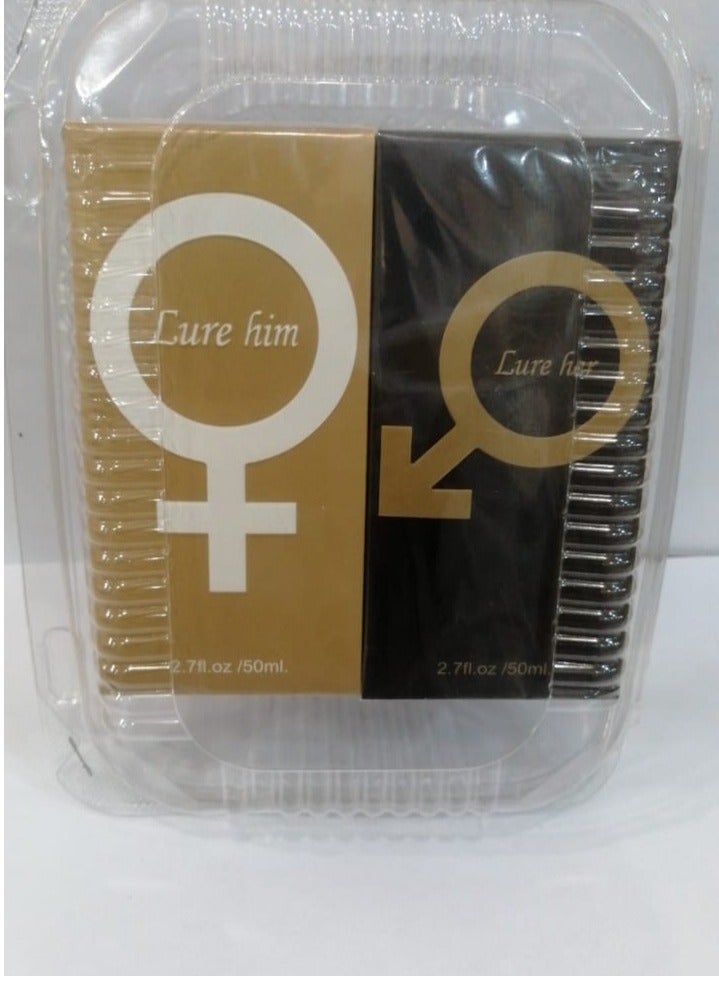 Lure him
Lure her
2.7fl.oz /50ml.
2.7fl.oz /50ml.